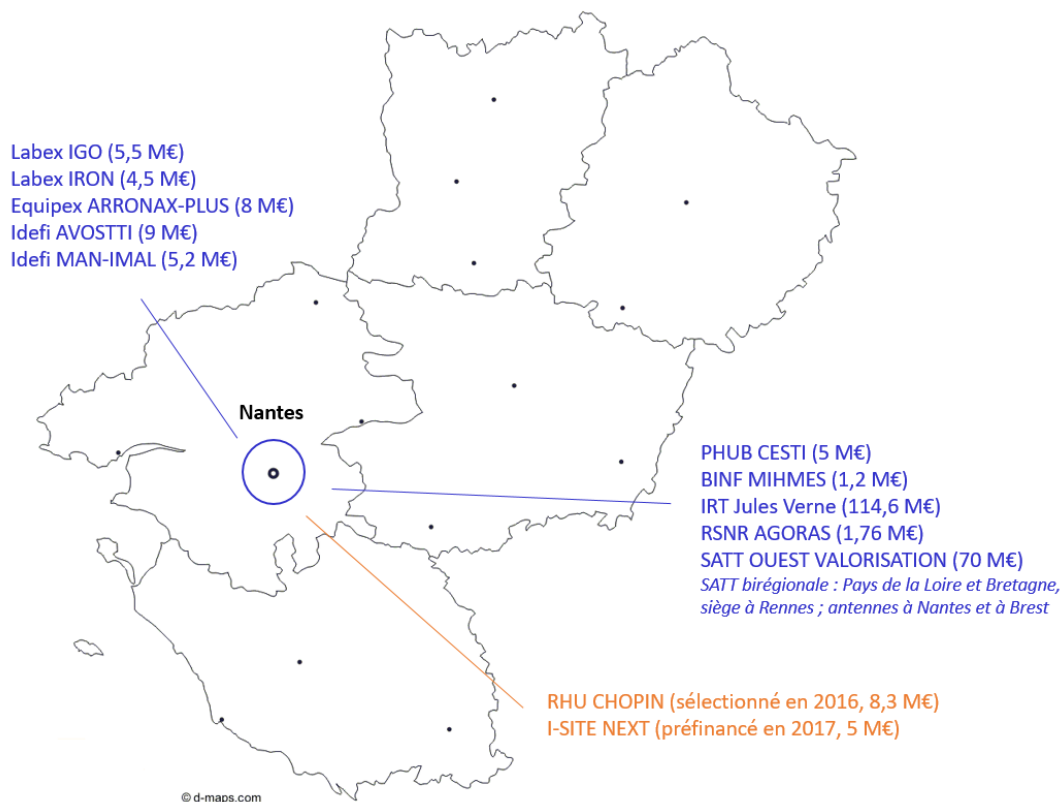 Labex IGO (5,5 M€)
Labex IRON (4,5 M€)
Equipex ARRONAX-PLUS (8 M€)
Idefi AVOSTTI (9 M€)
Idefi MAN-IMAL (5,2 M€)
Nantes
PHUB CESTI (5 M€)
BINF MIHMES (1,2 M€)
IRT Jules Verne (114,6 M€)
RSNR AGORAS (1,76 M€)
SATT OUEST VALORISATION (70 M€)
SATT birégionale : Pays de la Loire et Bretagne,
siège à Rennes ; antennes à Nantes et à Brest
RHU CHOPIN (sélectionné en 2016, 8,3 M€)
I-SITE NEXT (préfinancé en 2017, 5 M€)
© d-maps.com